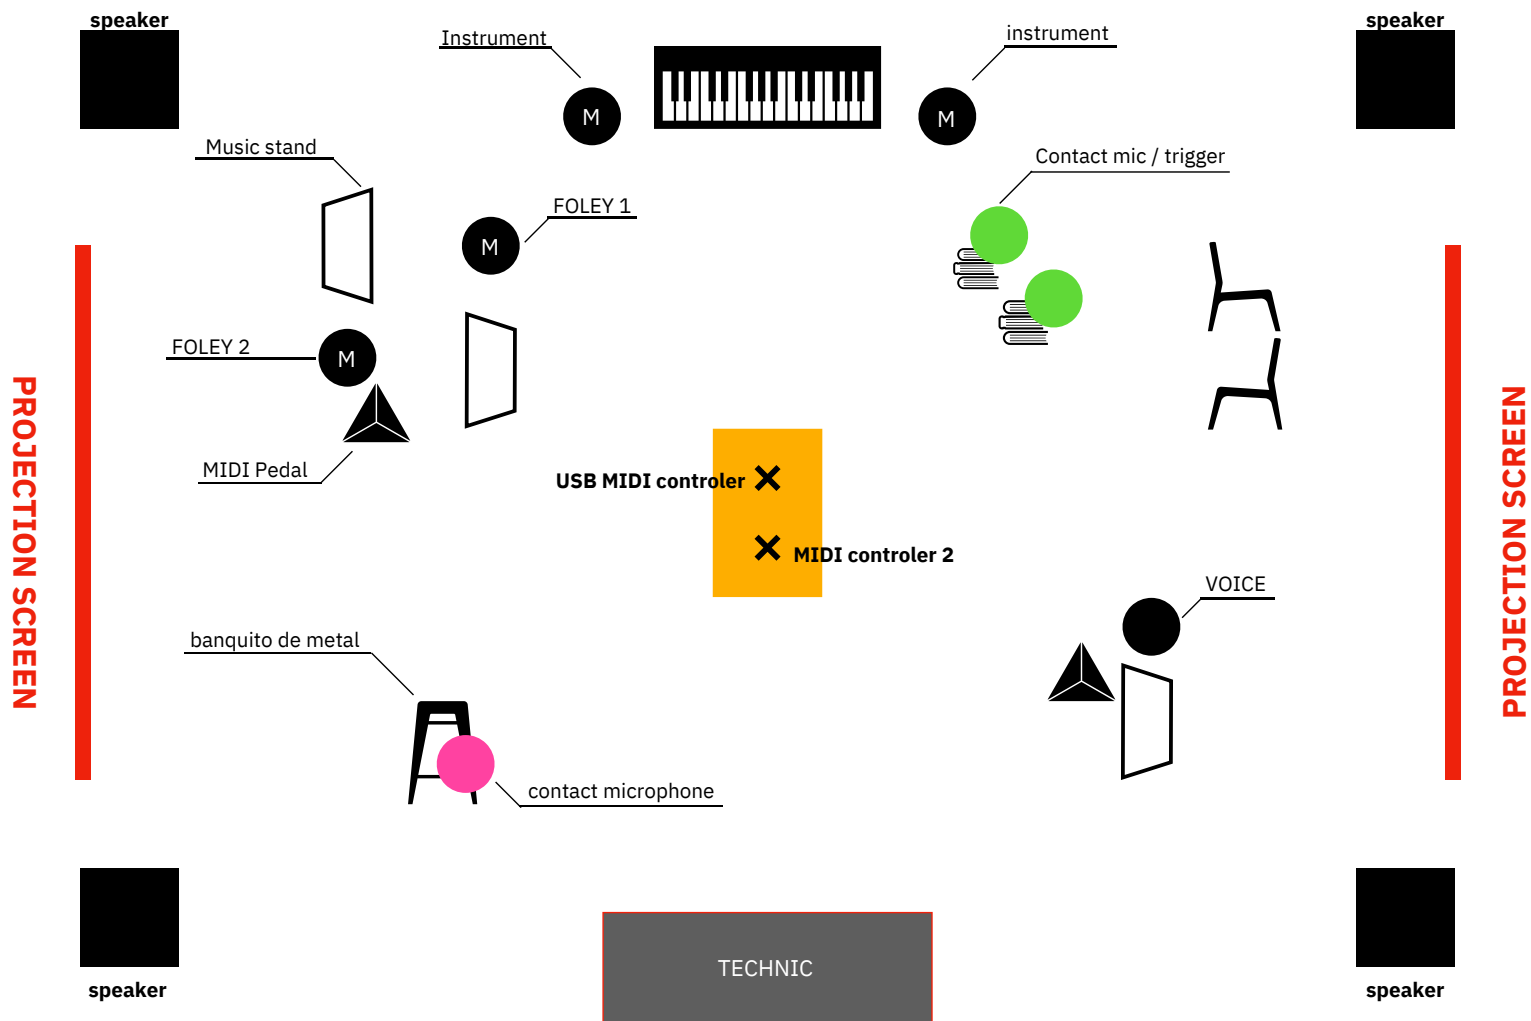 speaker
speaker
Instrument
instrument
M
M
Music stand
Contact mic / trigger
FOLEY 1
M
FOLEY 2
M
MIDI Pedal
PROJECTION SCREEN
PROJECTION SCREEN
USB MIDI controler
MIDI controler 2
VOICE
banquito de metal
contact microphone
TECHNIC
speaker
speaker